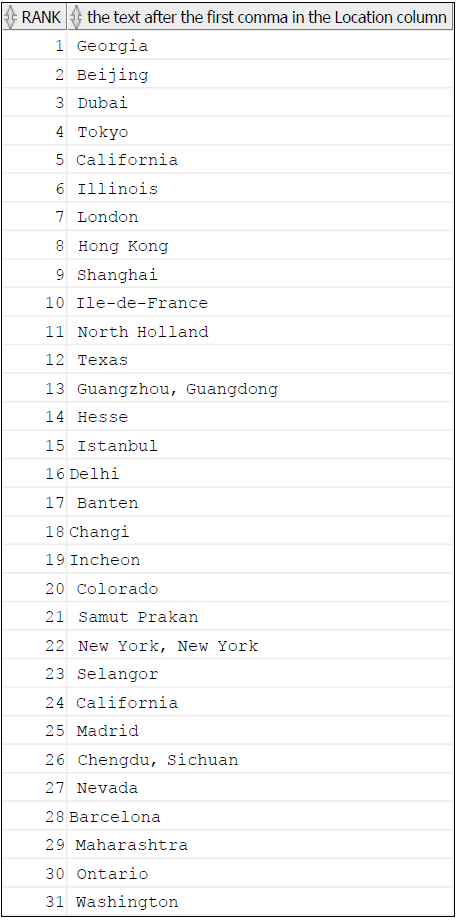 RANK the text after the first comma in the Location column
1 Georgia
2 Beijing
3 Dubai
4 Tokyo
5 California
6 Illinois
7 London
8 Hong Kong
9 Shanghai
10 Ile-de-France
11 North Holland
12 Texas
13 Guangzhou, Guangdong
14 Hesse
15 Istanbul
16 Delhi
17 Banten
18 Changi
19 Incheon
20 Colorado
21 Samut Prakan
22 New York, New York
23 Selangor
24 California
25 Madrid
26 Chengdu, Sichuan
27 Nevada
28 Barcelona
29 Maharashtra
30 Ontario
31 Washington